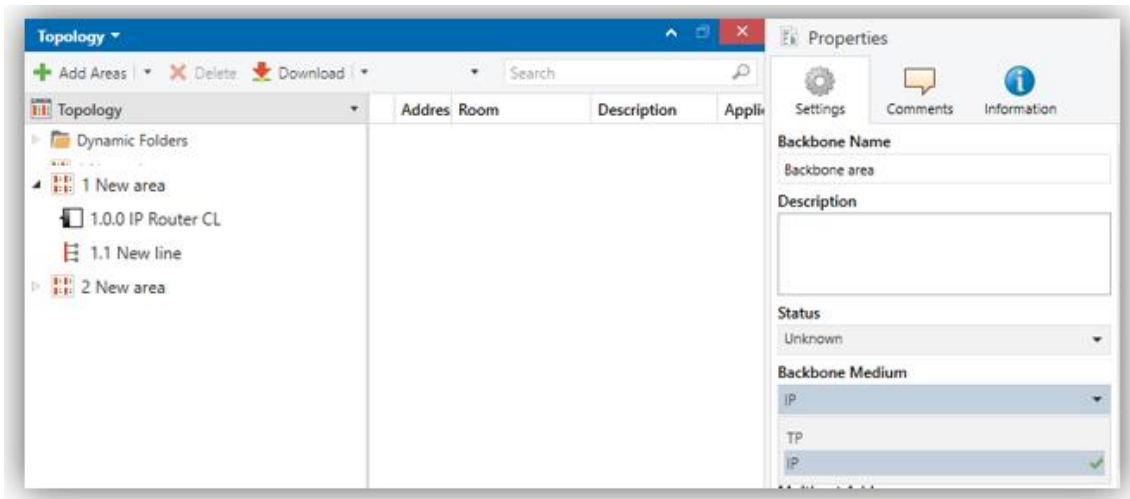 Topology
Add Areas
Delete
Download
Search
Topology
Addres
Room
Description
Applic
Dynamic Folders
1 New area
1.0.0 IP Router CL
1.1 New line
2 New area
Properties
Settings
Comments
Information
Backbone Name
Backbone area
Description
Status
Unknown
Backbone Medium
IP
TP
IP